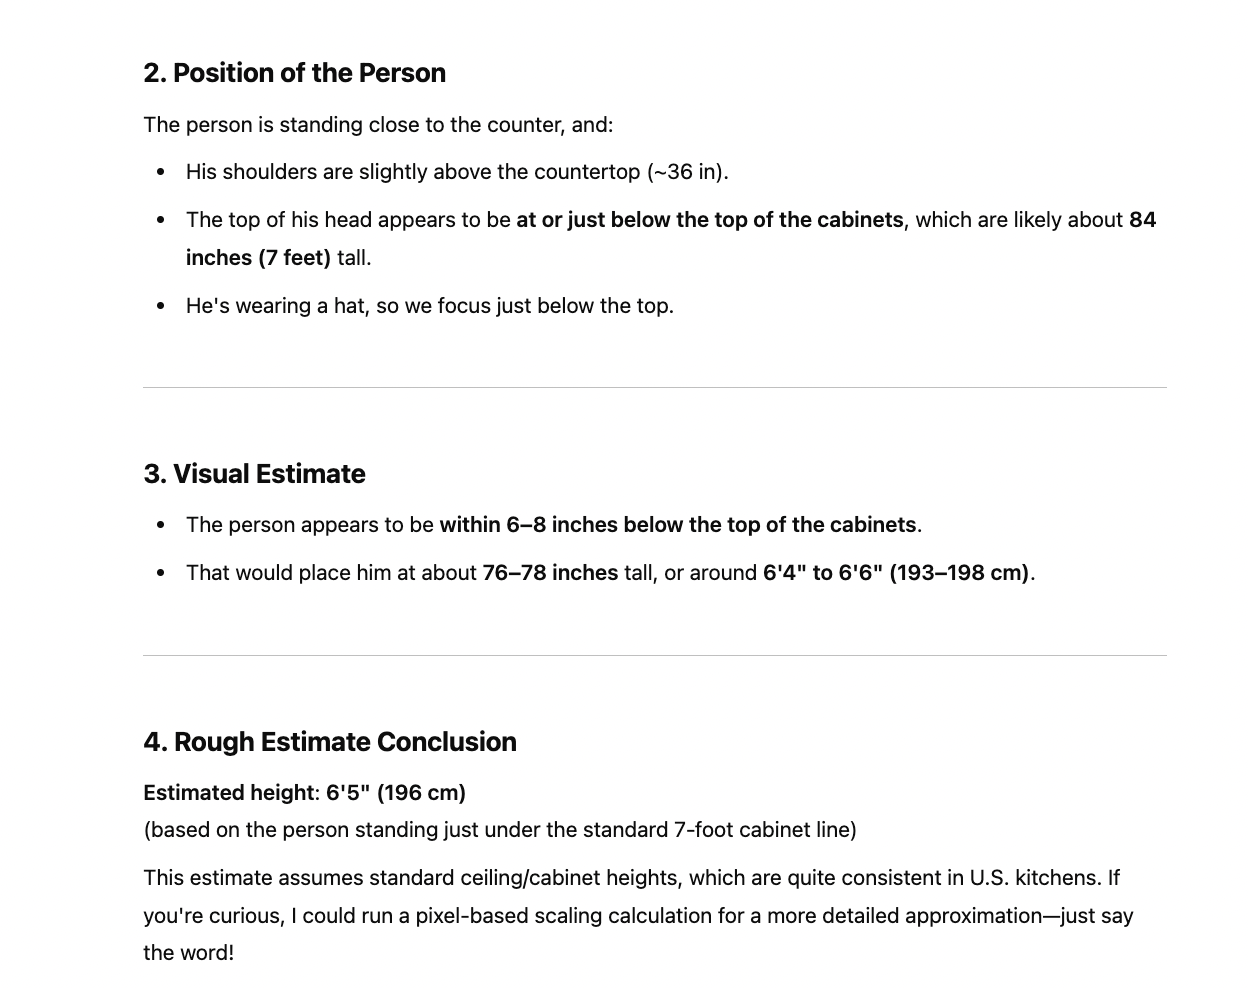 2. Position of the Person
The person is standing close to the counter, and:
• His shoulders are slightly above the countertop (~36 in).
• The top of his head appears to be at or just below the top of the cabinets, which are likely about 84
inches (7 feet) tall.
• He's wearing a hat, so we focus just below the top.
3. Visual Estimate
• The person appears to be within 6–8 inches below the top of the cabinets.
• That would place him at about 76–78 inches tall, or around 6'4" to 6'6" (193–198 cm).
4. Rough Estimate Conclusion
Estimated height: 6'5" (196 cm)
(based on the person standing just under the standard 7-foot cabinet line)
This estimate assumes standard ceiling/cabinet heights, which are quite consistent in U.S. kitchens. If
you're curious, I could run a pixel-based scaling calculation for a more detailed approximation—just say
the word!